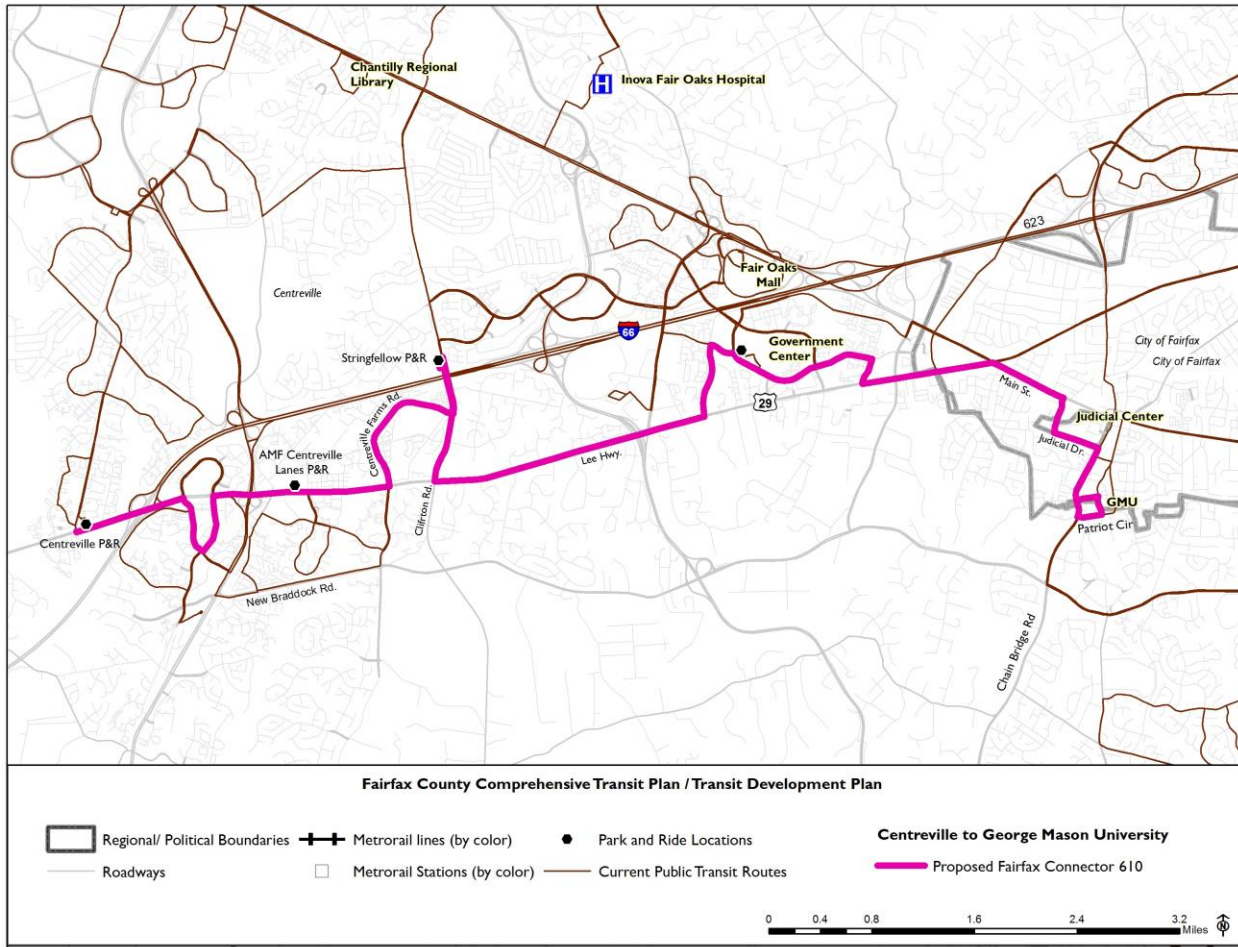 Chantilly Regional
Library
H
Inova Fair Oaks Hospital
623
Fair Oaks
Mall
Centreville
66
Stringfellow P&R
Government
Center
City of Fairfax
City of Fairfax
Main St.
29
Centreville Farms Rd.
Judicial Center
Judicial Dr.
AMF Centreville
Lanes P&R
Lee Hwy.
Clifrton Rd.
GMU
Patriot Cir
Centreville P&R
New Braddock Rd.
Chain Bridge Rd
Fairfax County Comprehensive Transit Plan / Transit Development Plan
Regional/ Political Boundaries
Metrorail lines (by color)
Park and Ride Locations
Centreville to George Mason University
Roadways
Metrorail Stations (by color)
Current Public Transit Routes
Proposed Fairfax Connector 610
0 0.4 0.8 1.6 2.4 3.2
Miles
N